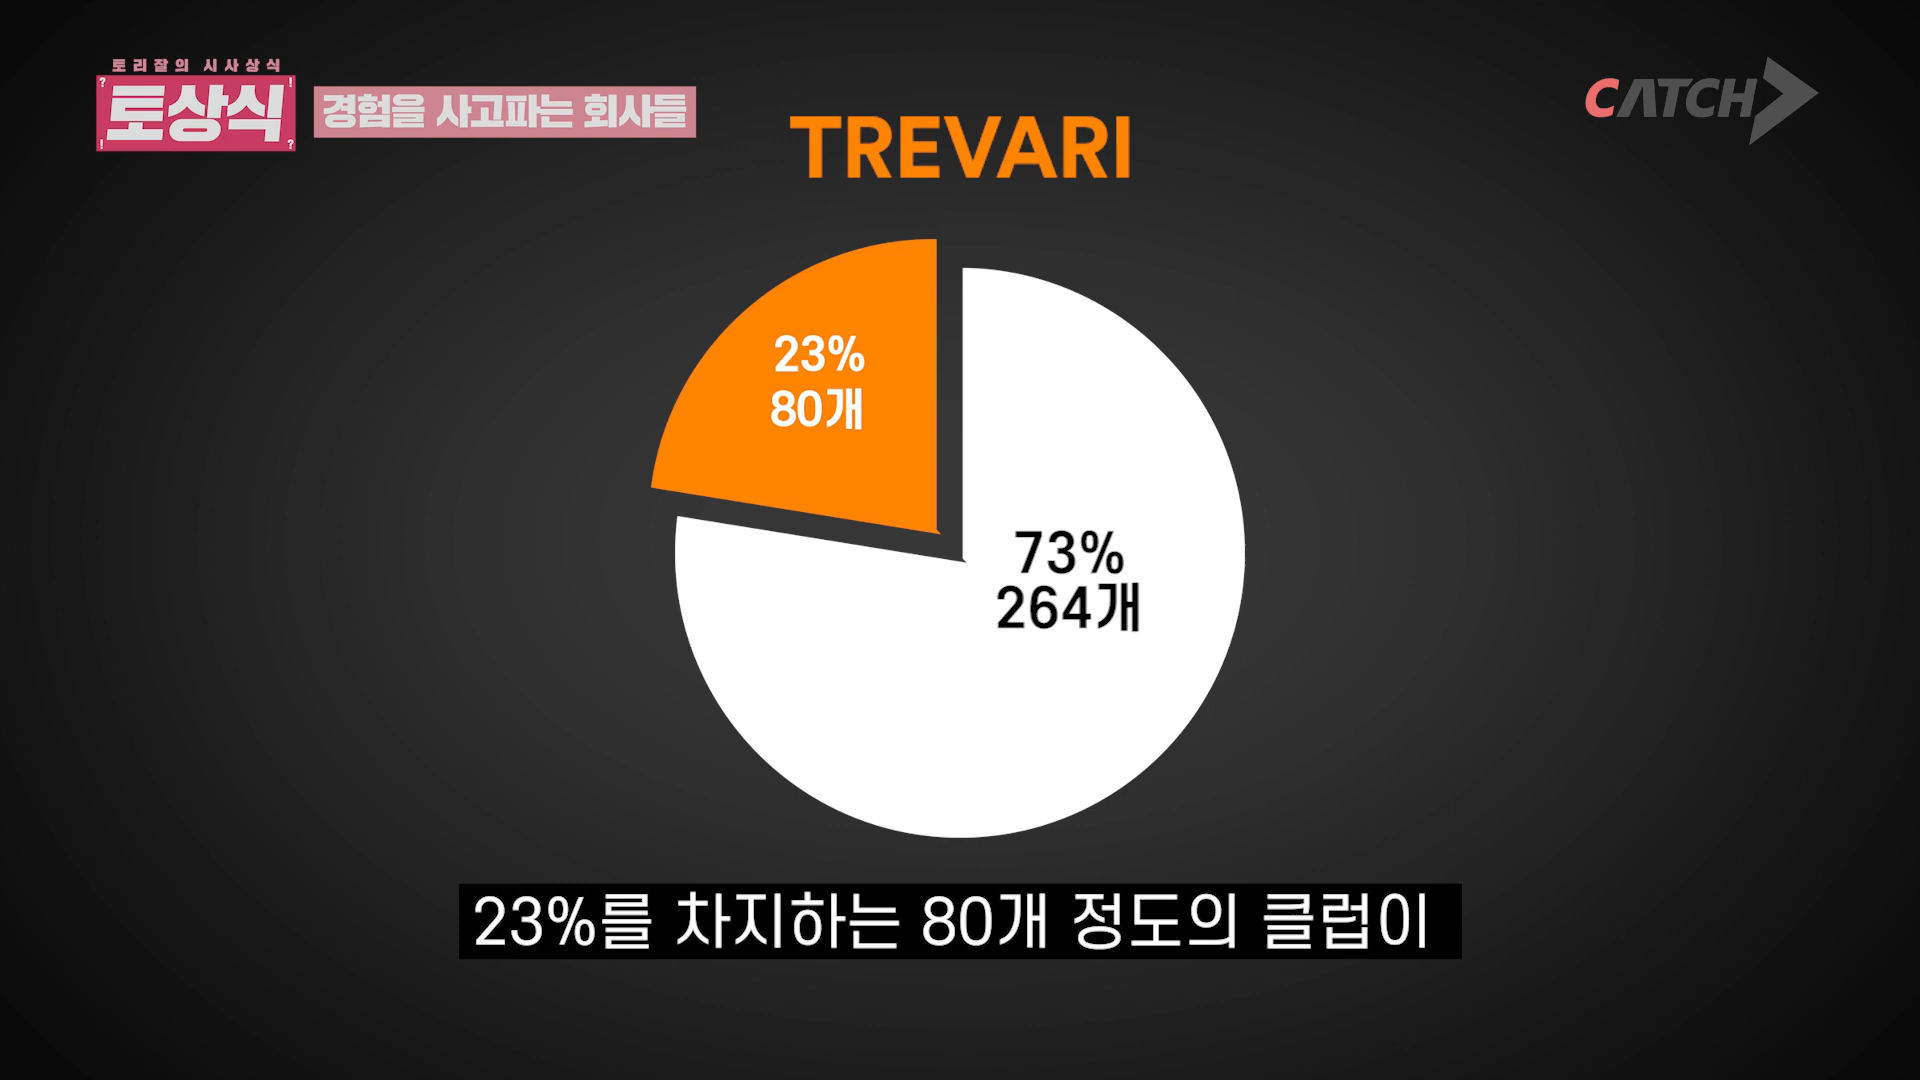 토리잘의 시사상식
토상식
경험을 사고파는 회사들
CATCH
TREVARI
23%
80개
73%
264개
23%를 차지하는 80개 정도의 클럽이